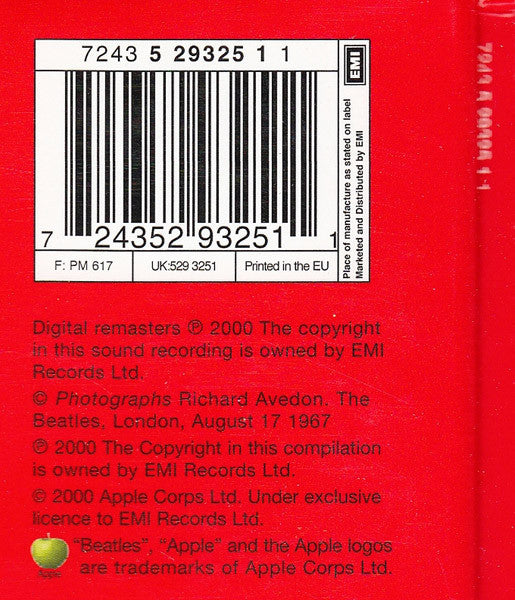 7243 5 29325 1 1
EMI
Place of manufacture as stated on label
Marketed and Distributed by EMI
7 24352 93251 1
F: PM 617
UK:529 3251
Printed in the EU
Digital remasters ℗ 2000 The copyright
in this sound recording is owned by EMI
Records Ltd.
© Photographs Richard Avedon. The
Beatles, London, August 17 1967
℗ 2000 The Copyright in this compilation
is owned by EMI Records Ltd.
© 2000 Apple Corps Ltd. Under exclusive
licence to EMI Records Ltd.
"Beatles", "Apple" and the Apple logos
are trademarks of Apple Corps Ltd.
Apple